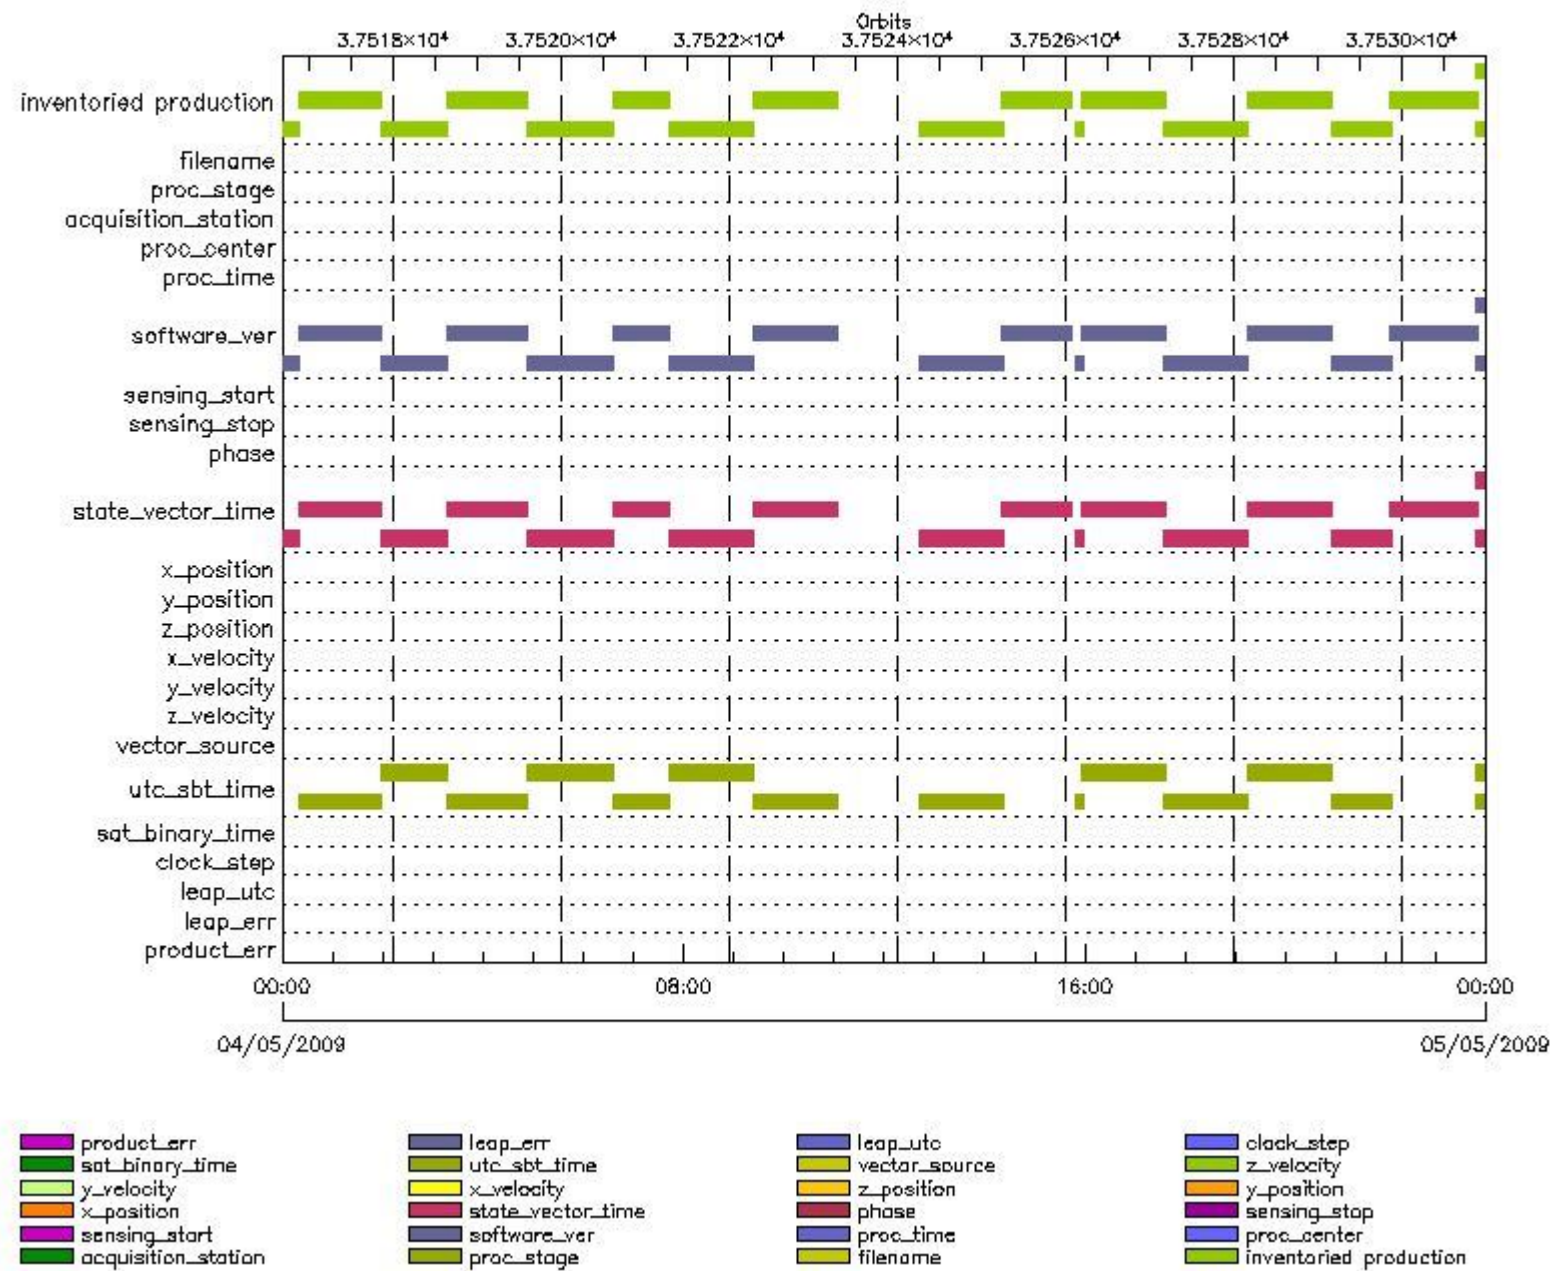 Orbits
3.7518×10⁴ 3.7520×10⁴ 3.7522×10⁴ 3.7524×10⁴ 3.7526×10⁴ 3.7528×10⁴ 3.7530×10⁴
inventoried production
filename
proc_stage
acquisition_station
proc_center
proc_time
software_ver
sensing_start
sensing_stop
phase
state_vector_time
x_position
y_position
z_position
x_velocity
y_velocity
z_velocity
vector_source
utc_sbt_time
sat_binary_time
clock_step
leap_utc
leap_err
product_err
00:00 08:00 16:00 00:00
04/05/2009 05/05/2009
product_err leap_err leap_utc clock_step
sat_binary_time utc_sbt_time vector_source z_velocity
y_velocity x_velocity z_position y_position
x_position state_vector_time phase sensing_stop
sensing_start software_ver proc_time proc_center
acquisition_station proc_stage filename inventoried production